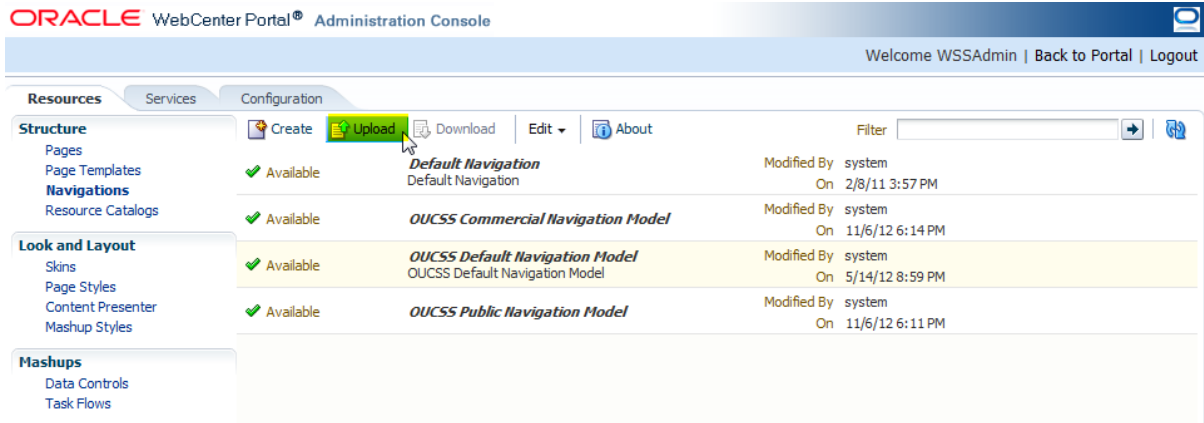 ORACLE WebCenter Portal® Administration Console
Welcome WSSAdmin | Back to Portal | Logout
Resources Services Configuration
Structure
Pages
Page Templates
Navigations
Resource Catalogs
Look and Layout
Skins
Page Styles
Content Presenter
Mashup Styles
Mashups
Data Controls
Task Flows
Create Upload Download Edit About Filter
Available Default Navigation Modified By system
Default Navigation On 2/8/11 3:57 PM
Available OUCSS Commercial Navigation Model Modified By system
On 11/6/12 6:14 PM
Available OUCSS Default Navigation Model Modified By system
OUCSS Default Navigation Model On 5/14/12 8:59 PM
Available OUCSS Public Navigation Model Modified By system
On 11/6/12 6:11 PM